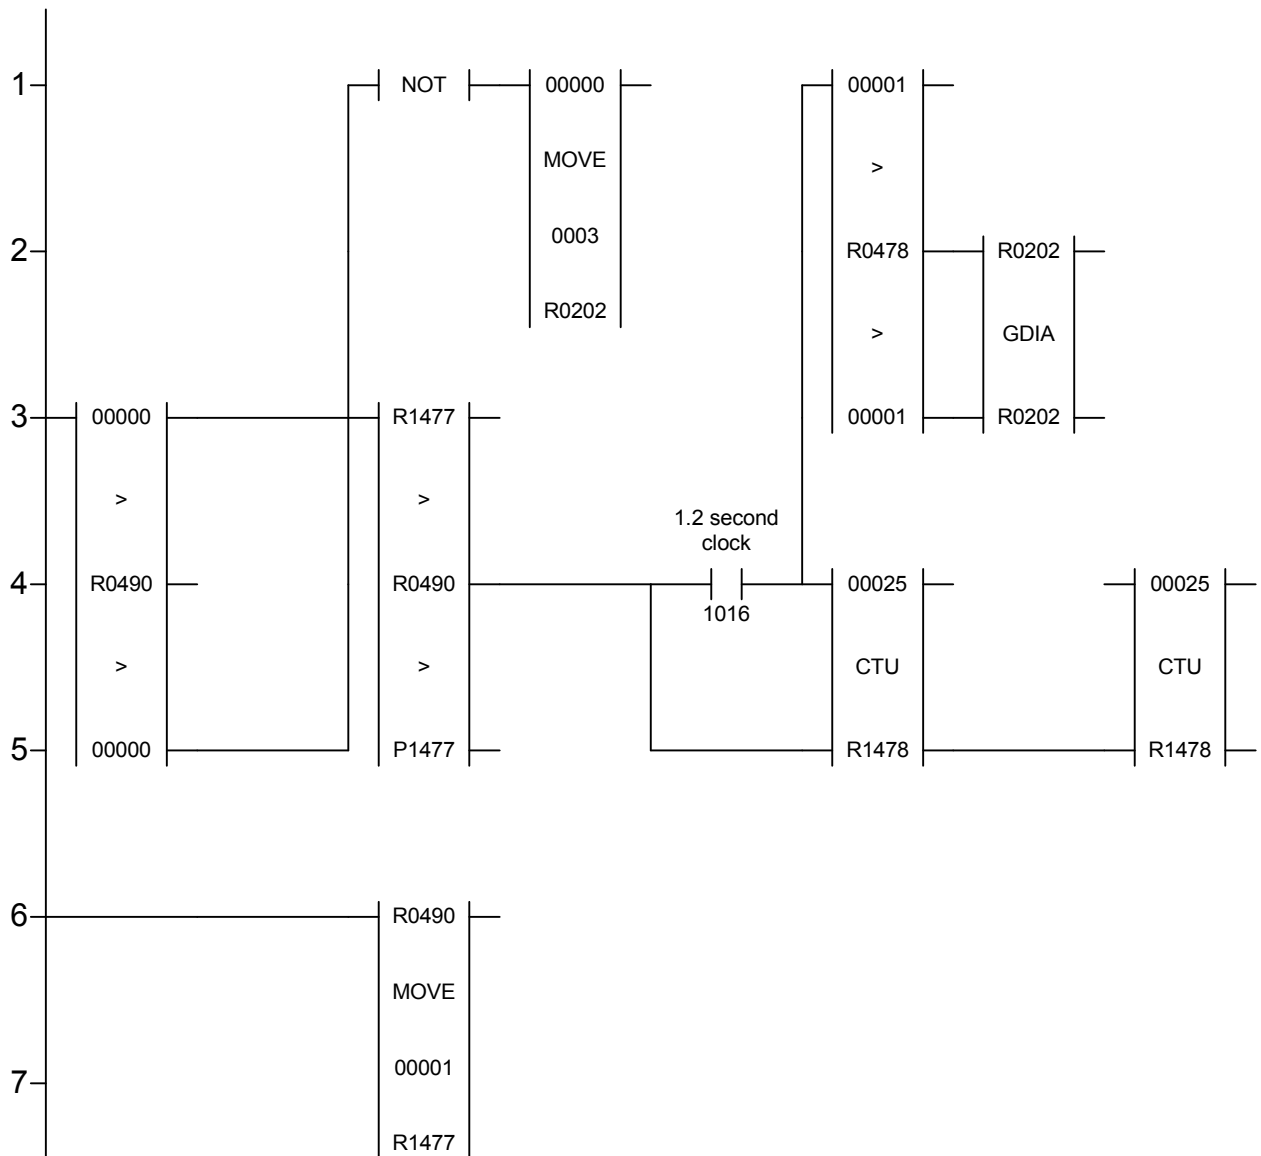 1
NOT
00000
MOVE
0003
R0202
00001
>
R0478
>
00001
2
R0202
GDIA
R0202
3
00000
>
R0490
>
00000
R1477
>
R0490
>
P1477
1.2 second
clock
1016
4
00025
CTU
R1478
00025
CTU
R1478
5
6
R0490
MOVE
00001
R1477
7